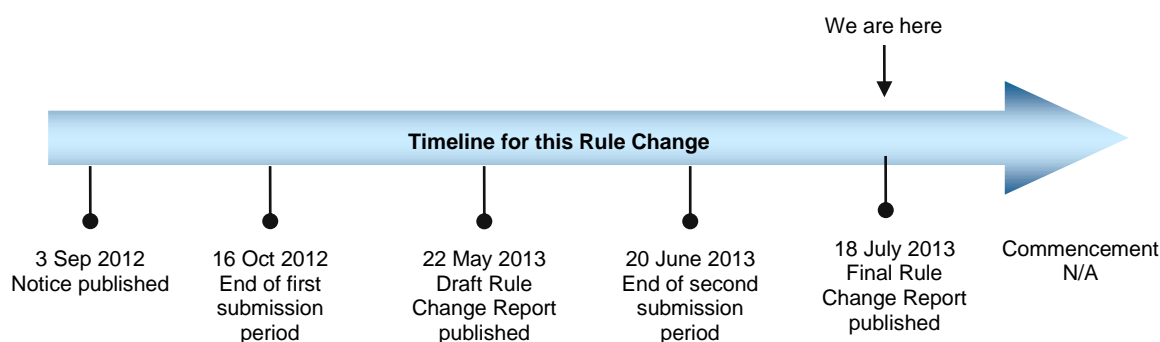 We are here
Timeline for this Rule Change
3 Sep 2012
Notice published
16 Oct 2012
End of first
submission
period
22 May 2013
Draft Rule
Change Report
published
20 June 2013
End of second
submission
period
18 July 2013
Final Rule
Change Report
published
Commencement
N/A